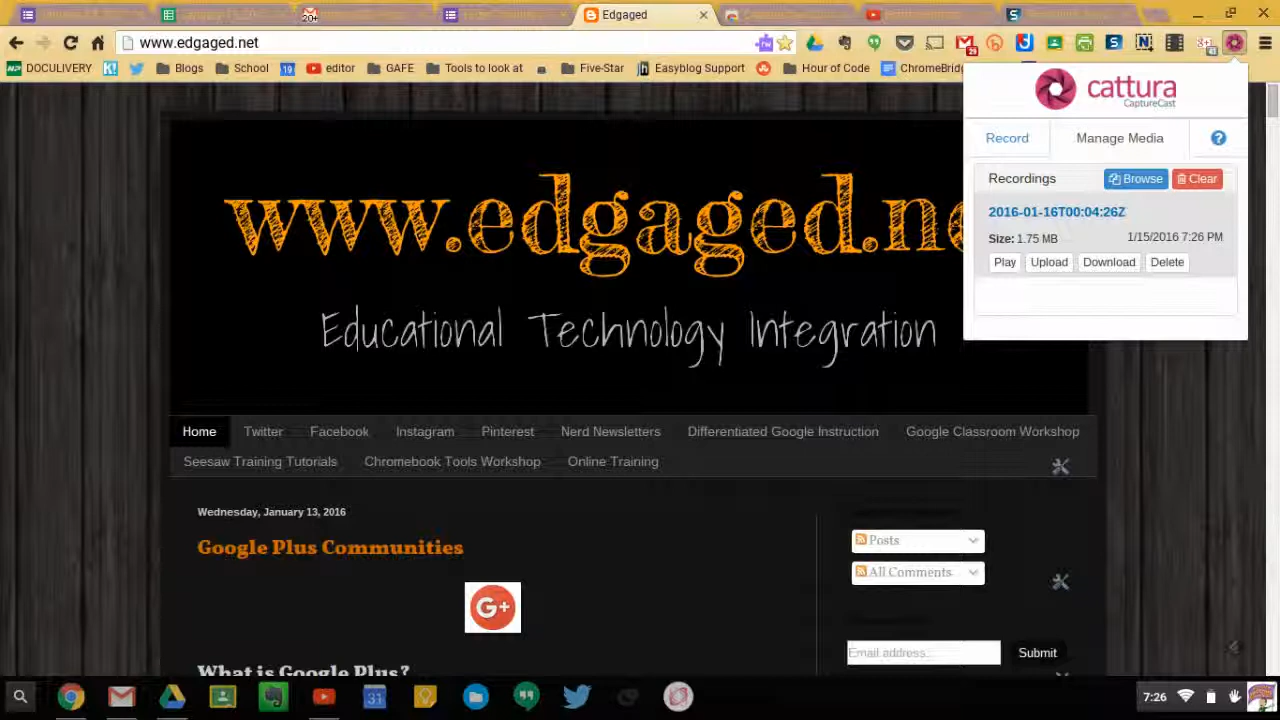 20+
Edgaged
www.edgaged.net
DOCULIVERY
Blogs
School
19
editor
GAFE
Tools to look at
Five-Star
Easyblog Support
Hour of Code
ChromeBrid
cattura
CaptureCast
Record
Manage Media
?
Recordings
Browse
Clear
2016-01-16T00:04:26Z
Size: 1.75 MB
1/15/2016 7:26 PM
Play
Upload
Download
Delete
www.edgaged.ne
Educational Technology Integration
Home
Twitter
Facebook
Instagram
Pinterest
Nerd Newsletters
Differentiated Google Instruction
Google Classroom Workshop
Seesaw Training Tutorials
Chromebook Tools Workshop
Online Training
Wednesday, January 13, 2016
Google Plus Communities
G+
What is Google Plus?
Posts
All Comments
Email address...
Submit
31
7:26